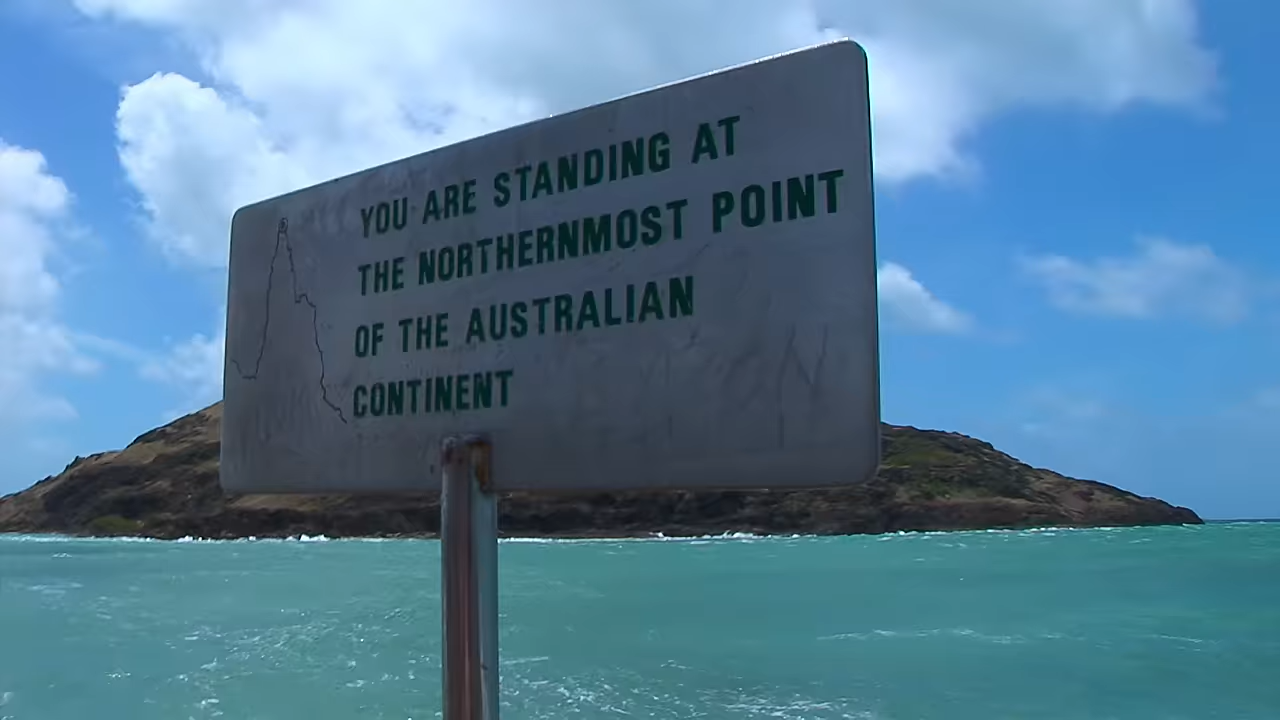 YOU ARE STANDING AT
THE NORTHERNMOST POINT
OF THE AUSTRALIAN
CONTINENT